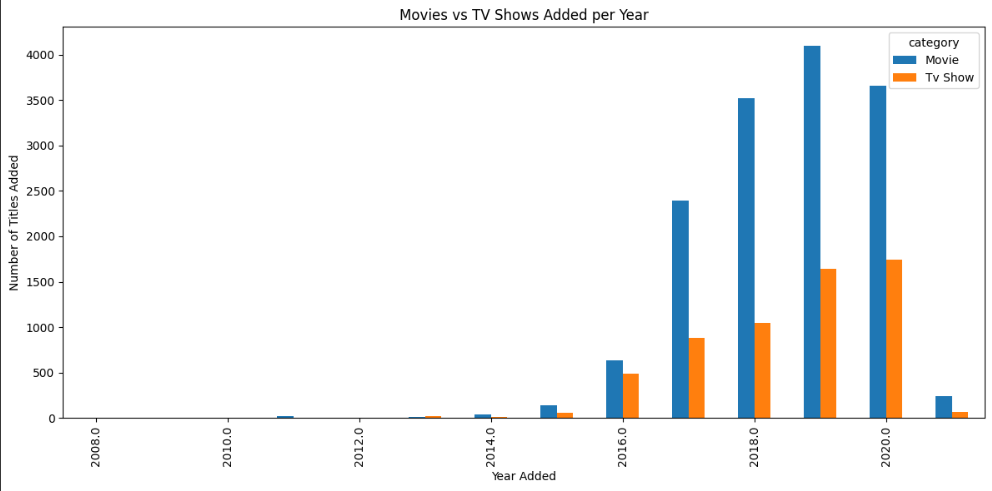 Movies vs TV Shows Added per Year
category
Movie
Tv Show
4000
3500
3000
2500
2000
1500
1000
500
0
Number of Titles Added
2008.0
2010.0
2012.0
2014.0
2016.0
2018.0
2020.0
Year Added